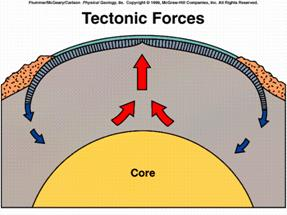 Plummer/McGeary/Carlson Physical Geology, 8e. Copyright © 1999, McGraw-Hill Companies, Inc. All Rights Reserved.
Tectonic Forces
Core